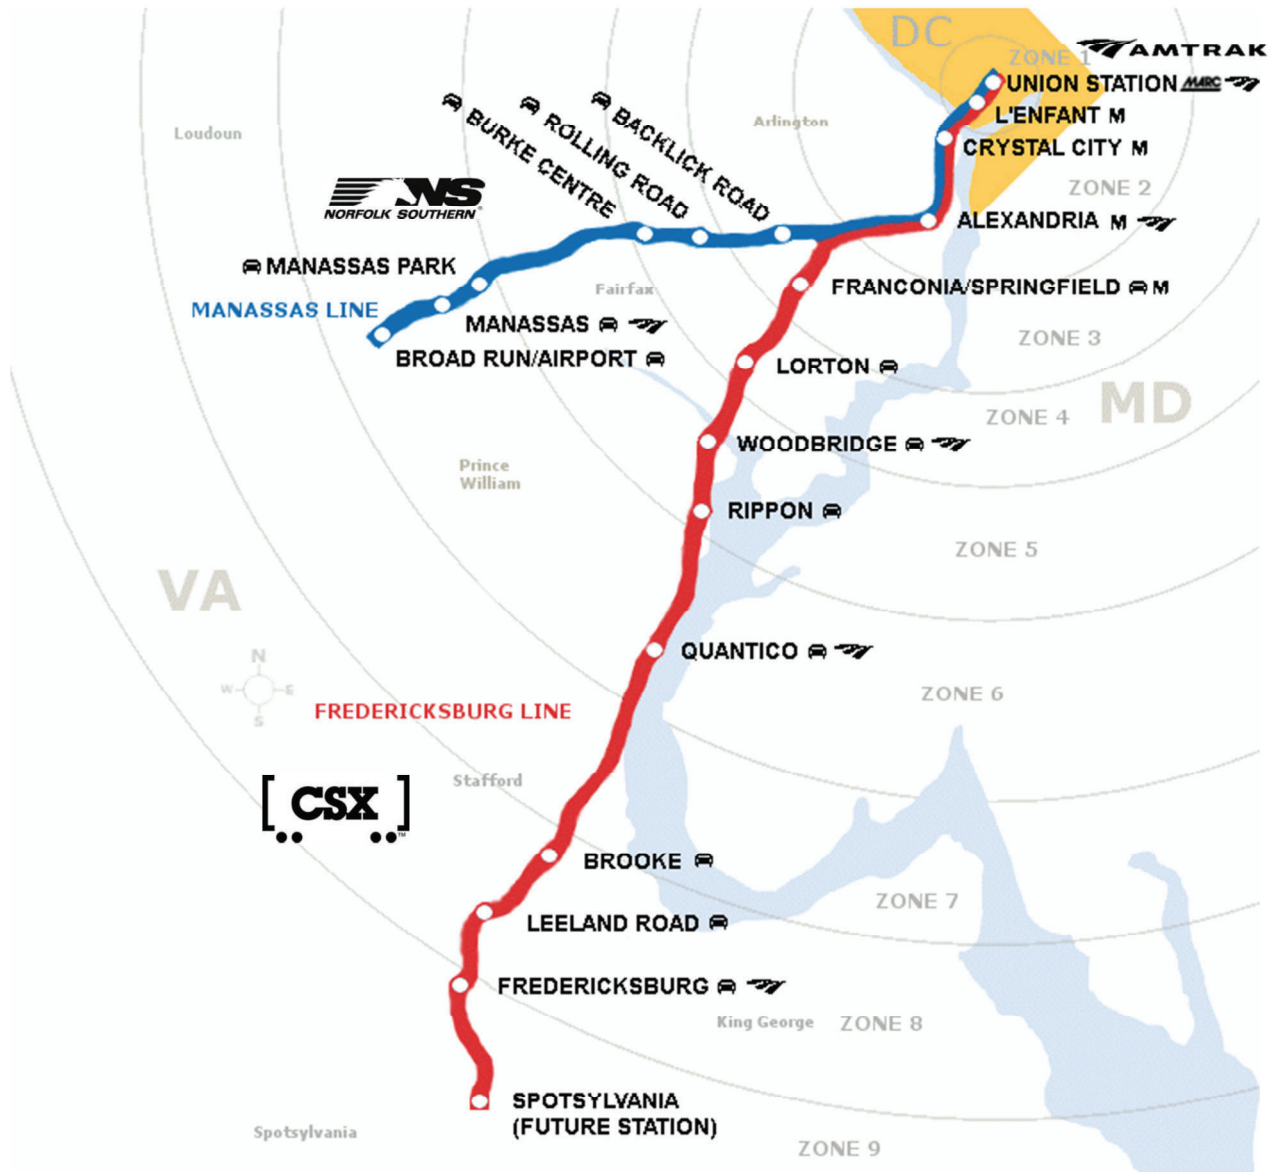 DC
ZONE 1
AMTRAK
UNION STATION MARC
L'ENFANT M
CRYSTAL CITY M
Arlington
Loudoun
BURKE CENTRE
ROLLING ROAD
BACKLICK ROAD
ZONE 2
NS
NORFOLK SOUTHERN
ALEXANDRIA M
MANASSAS PARK
MANASSAS LINE
Fairfax
FRANCONIA/SPRINGFIELD M
MANASSAS
BROAD RUN/AIRPORT
ZONE 3
LORTON
MD
ZONE 4
WOODBRIDGE
Prince
William
RIPPON
ZONE 5
VA
N
W E
S
QUANTICO
ZONE 6
FREDERICKSBURG LINE
Stafford
[CSX]
TM
BROOKE
ZONE 7
LEELAND ROAD
FREDERICKSBURG
King George
ZONE 8
SPOTSYLVANIA
(FUTURE STATION)
Spotsylvania
ZONE 9